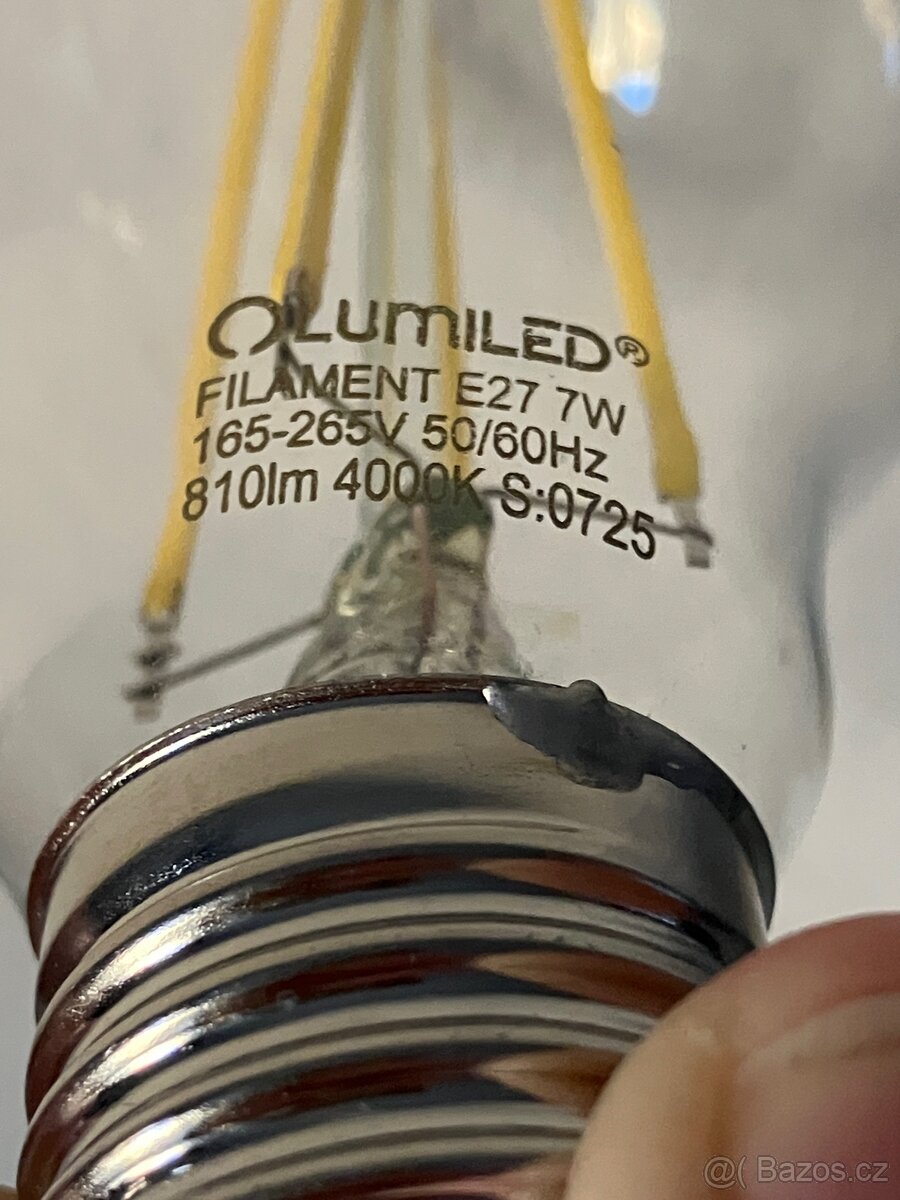 LUMILED®
FILAMENT E27 7W
165-265V 50/60Hz
810lm 4000K S:0725
@( Bazos.cz